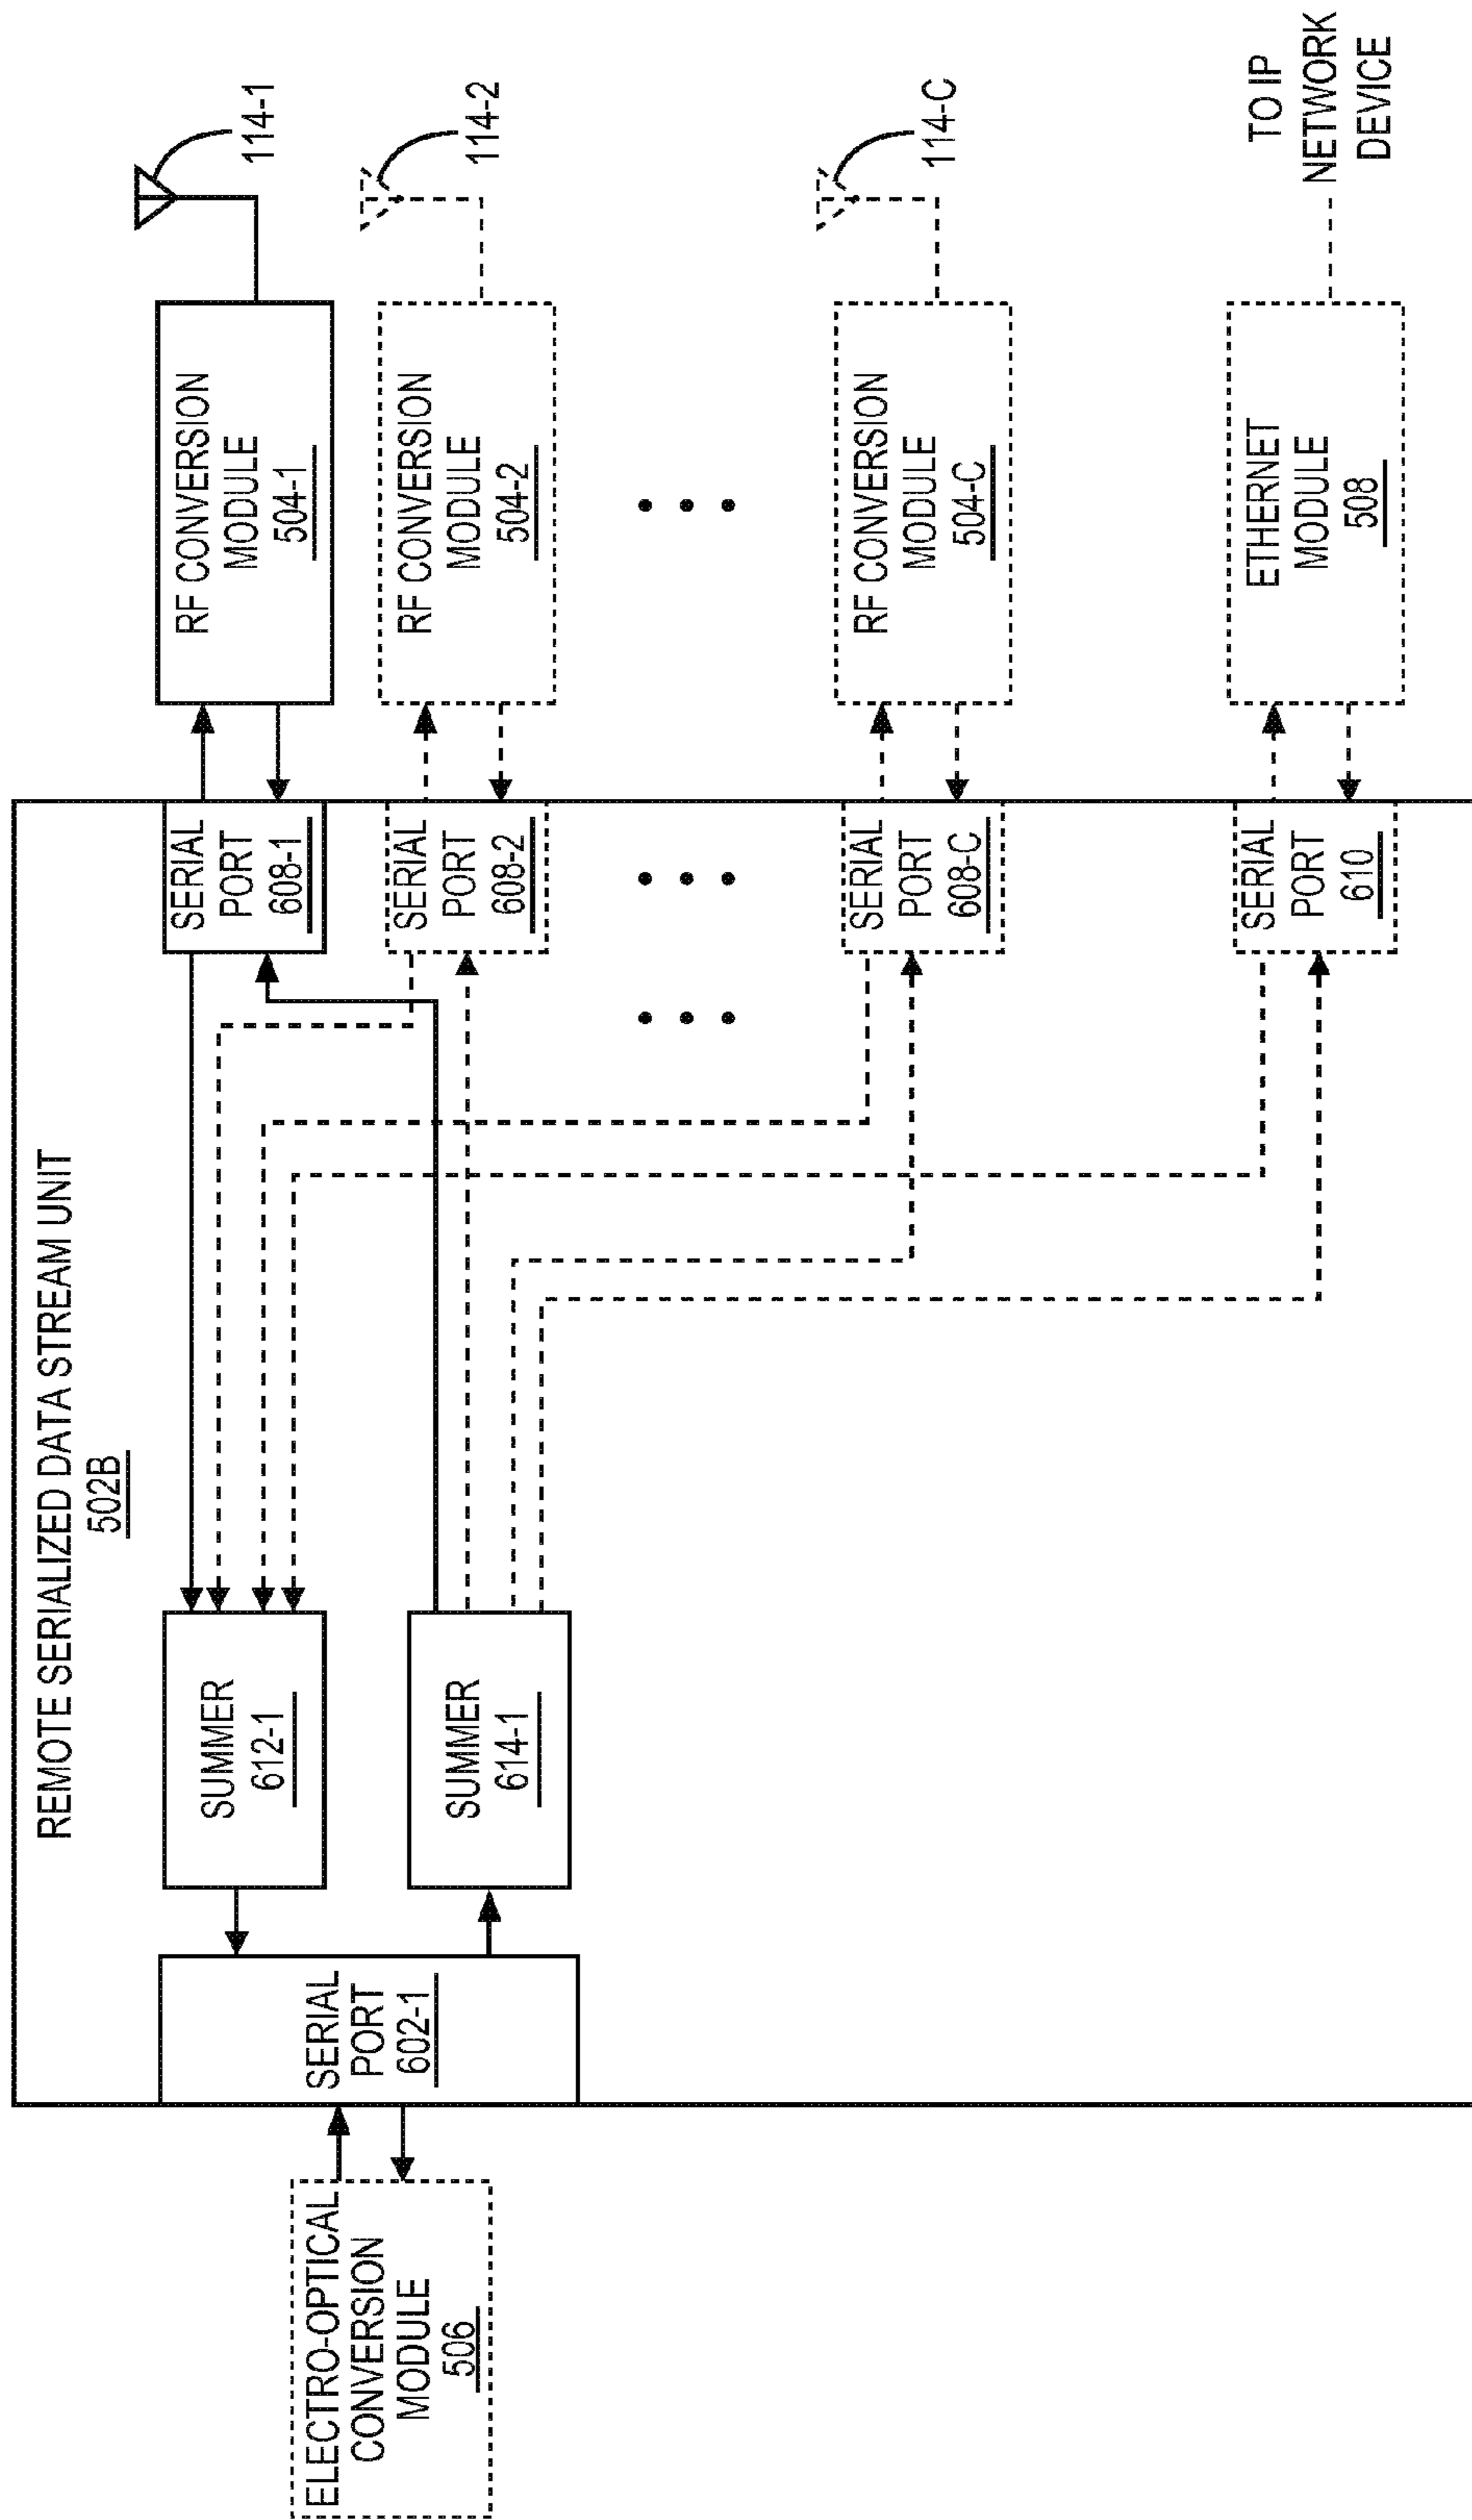 REMOTE SERIALIZED DATA STREAM UNIT
502B
ELECTRO-OPTICAL
CONVERSION
MODULE
506
SERIAL
PORT
602-1
SUMMER
612-1
SUMMER
614-1
SERIAL
PORT
608-1
SERIAL
PORT
608-2
SERIAL
PORT
608-C
SERIAL
PORT
610
RF CONVERSION
MODULE
504-1
RF CONVERSION
MODULE
504-2
RF CONVERSION
MODULE
504-C
ETHERNET
MODULE
508
114-1
114-2
114-C
TO IP
NETWORK
DEVICE